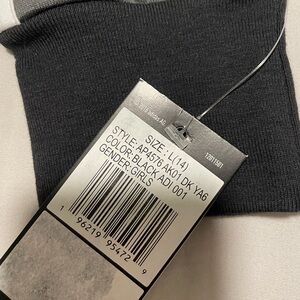 SIZE: L(14)
STYLE: AP4576 AK01 DK YA6
COLOR: BLACK ADI 001
GENDER: GIRLS
1 96219 95472 9